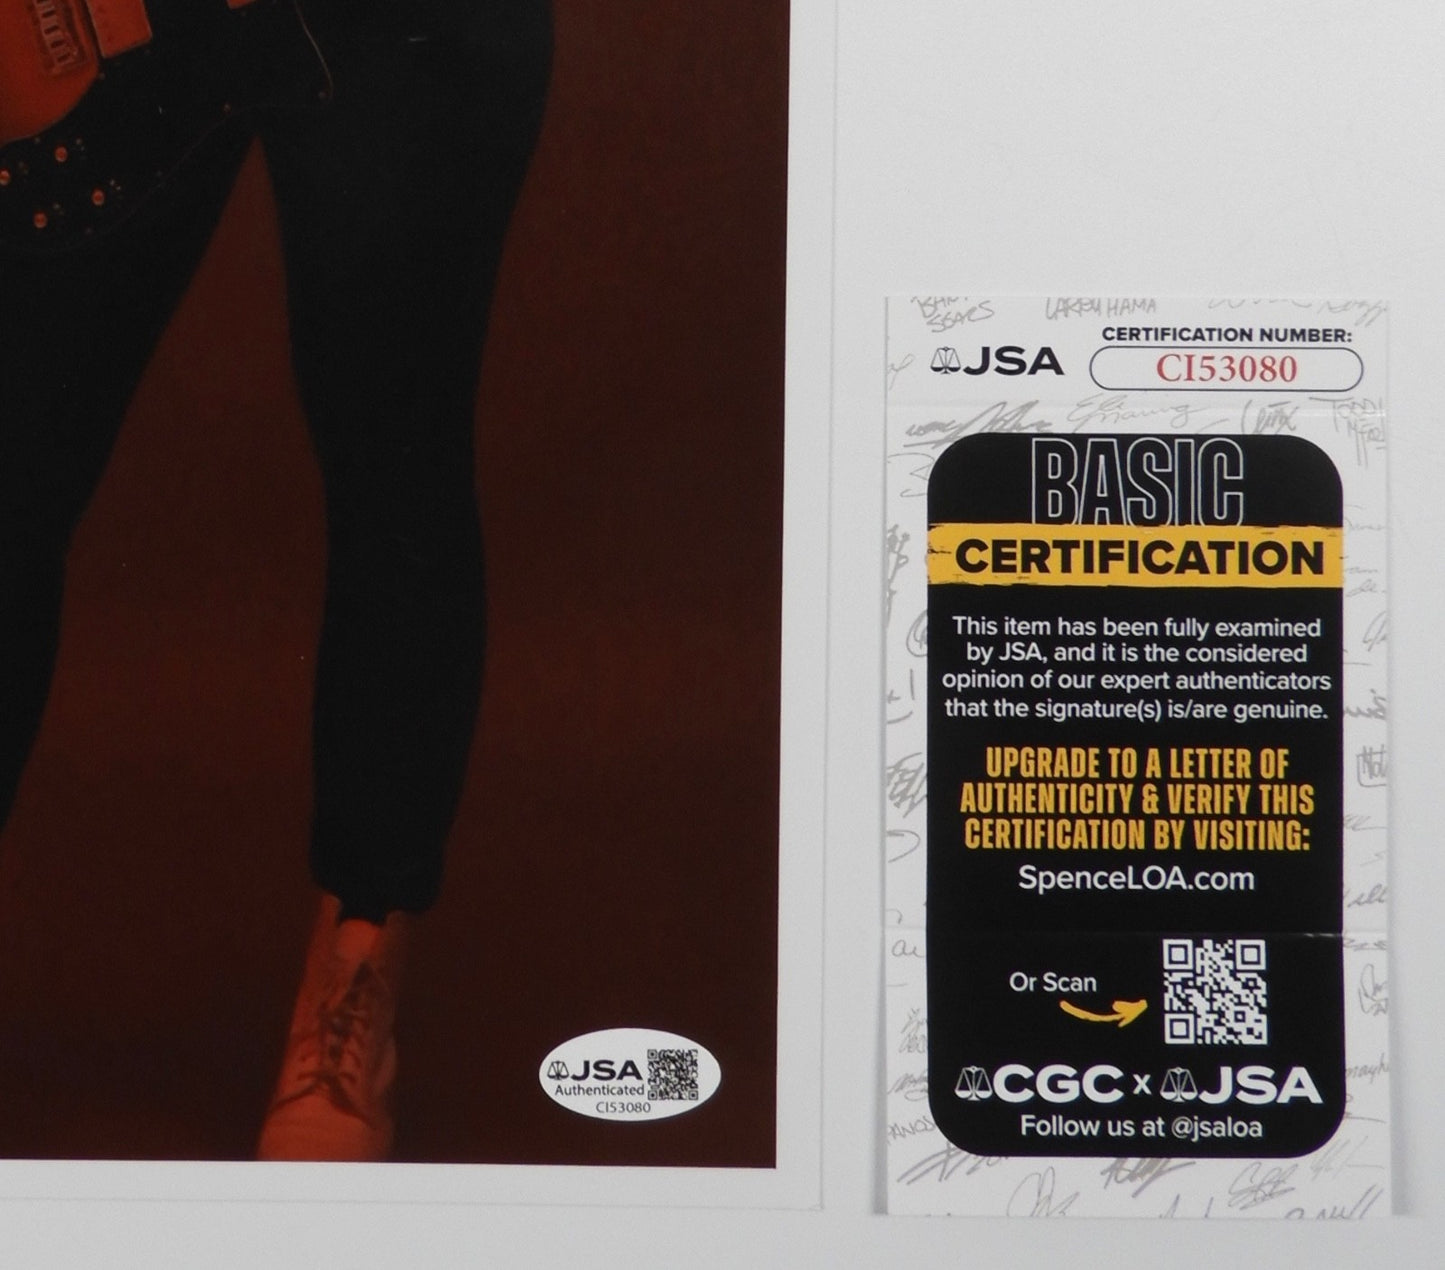 JSA
Authenticated
CI53080
LARRY HAMA
CERTIFICATION NUMBER:
JSA
CI53080
BASIC
CERTIFICATION
This item has been fully examined
by JSA, and it is the considered
opinion of our expert authenticators
that the signature(s) is/are genuine.
UPGRADE TO A LETTER OF
AUTHENTICITY & VERIFY THIS
CERTIFICATION BY VISITING:
SpenceLOA.com
Or Scan
CGC x JSA
Follow us at @jsaloa